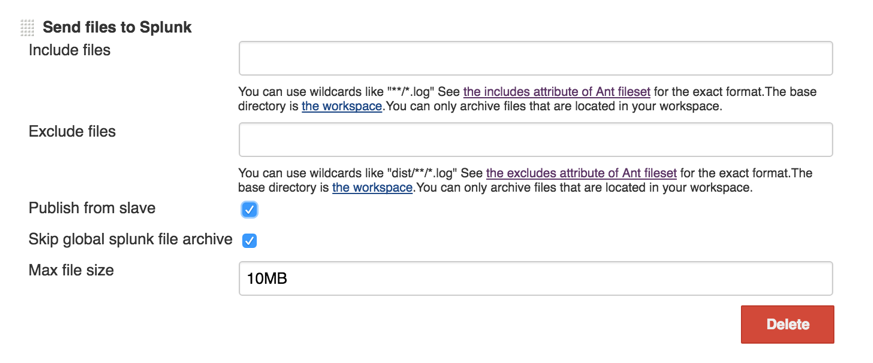 Send files to Splunk
Include files
You can use wildcards like "**/*.log" See the includes attribute of Ant fileset for the exact format.The base
directory is the workspace.You can only archive files that are located in your workspace.
Exclude files
You can use wildcards like "dist/**/*.log" See the excludes attribute of Ant fileset for the exact format.The
base directory is the workspace.You can only archive files that are located in your workspace.
Publish from slave
Skip global splunk file archive
Max file size
10MB
Delete